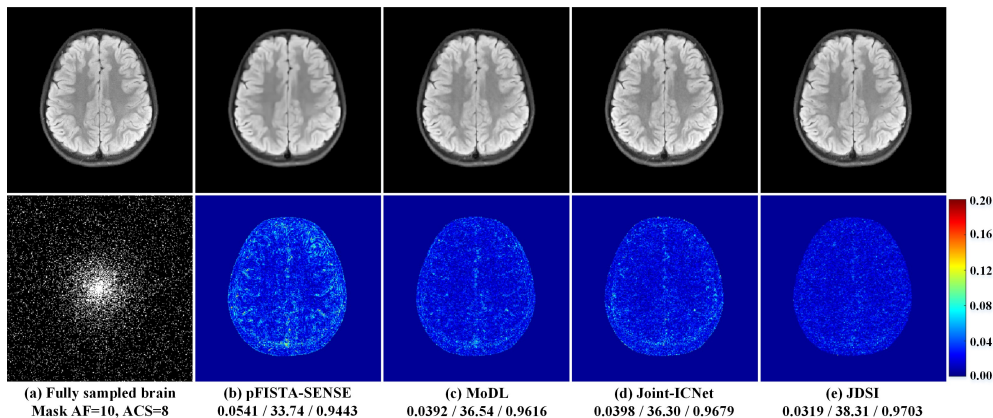 0.20
0.16
0.12
0.08
0.04
0.00
(a) Fully sampled brain
Mask AF=10, ACS=8
(b) pFISTA-SENSE
0.0541 / 33.74 / 0.9443
(c) MoDL
0.0392 / 36.54 / 0.9616
(d) Joint-ICNet
0.0398 / 36.30 / 0.9679
(e) JDSI
0.0319 / 38.31 / 0.9703